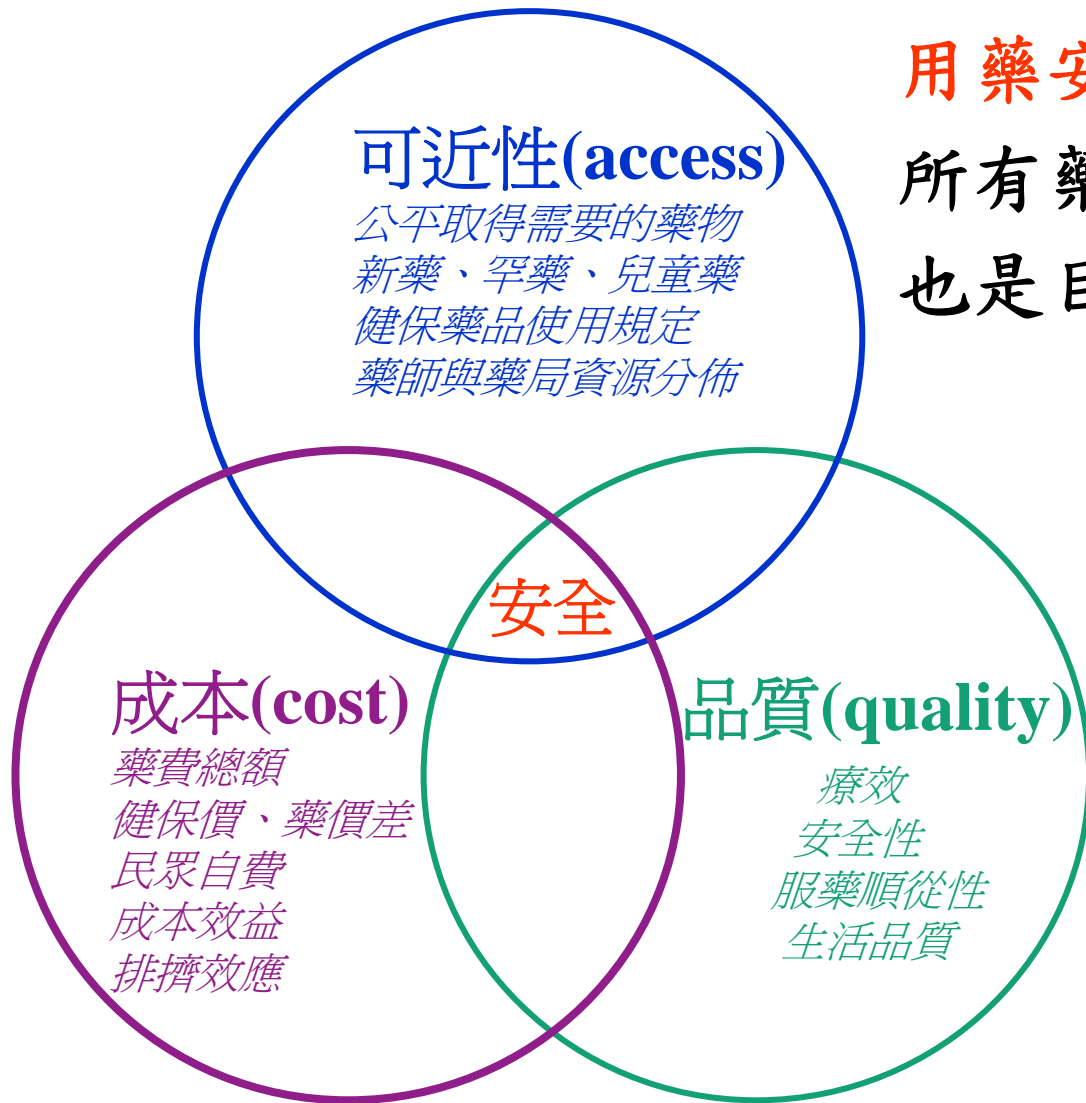 用藥安
所有藥
也是目
可近性(access)
公平取得需要的藥物
新藥、罕藥、兒童藥
健保藥品使用規定
藥師與藥局資源分佈
安全
成本(cost)
藥費總額
健保價、藥價差
民眾自費
成本效益
排擠效應
品質(quality)
療效
安全性
服藥順從性
生活品質